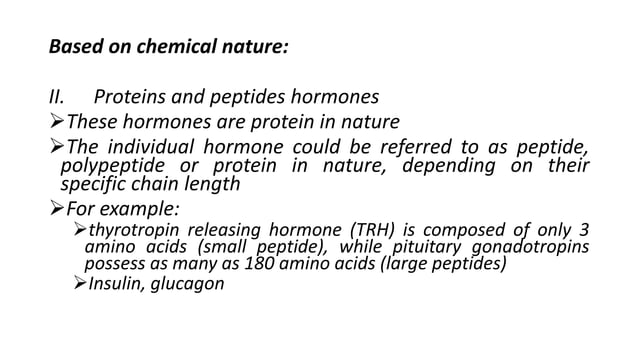 Based on chemical nature:
II. Proteins and peptides hormones
➢These hormones are protein in nature
➢The individual hormone could be referred to as peptide,
polypeptide or protein in nature, depending on their
specific chain length
➢For example:
➢thyrotropin releasing hormone (TRH) is composed of only 3
amino acids (small peptide), while pituitary gonadotropins
possess as many as 180 amino acids (large peptides)
➢Insulin, glucagon